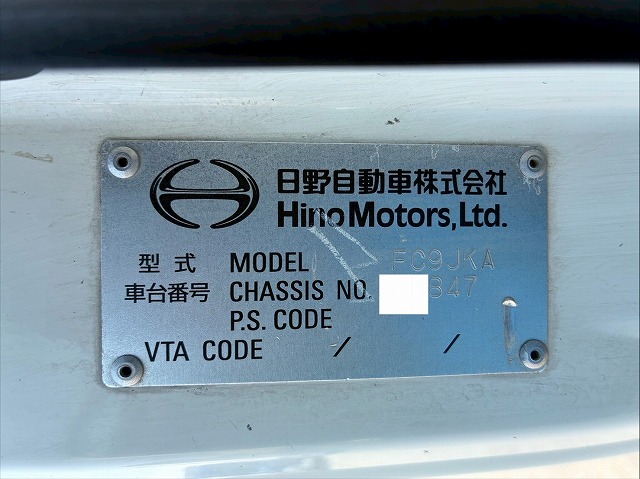 日野自動車株式会社
Hino Motors, Ltd.
型式 MODEL FC9JKA
車台番号 CHASSIS NO. 347
P.S. CODE
VTA CODE / /